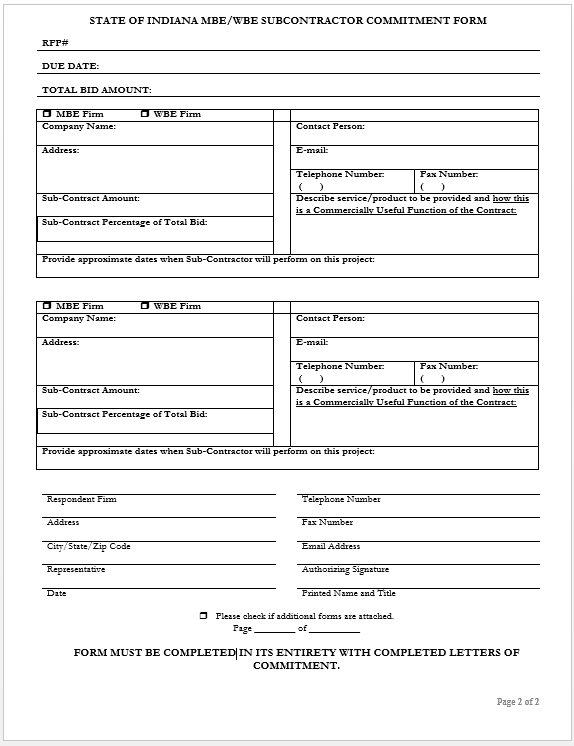 STATE OF INDIANA MBE/WBE SUBCONTRACTOR COMMITMENT FORM
RFP#
DUE DATE:
TOTAL BID AMOUNT:
MBE Firm WBE Firm
Company Name: Contact Person:
Address: E-mail:
Telephone Number: Fax Number:
( ) ( )
Sub-Contract Amount: Describe service/product to be provided and how this
is a Commercially Useful Function of the Contract:
Sub-Contract Percentage of Total Bid:
Provide approximate dates when Sub-Contractor will perform on this project:
MBE Firm WBE Firm
Company Name: Contact Person:
Address: E-mail:
Telephone Number: Fax Number:
( ) ( )
Sub-Contract Amount: Describe service/product to be provided and how this
is a Commercially Useful Function of the Contract:
Sub-Contract Percentage of Total Bid:
Provide approximate dates when Sub-Contractor will perform on this project:
Respondent Firm Telephone Number
Address Fax Number
City/State/Zip Code Email Address
Representative Authorizing Signature
Date Printed Name and Title
Please check if additional forms are attached.
Page ________ of __________
FORM MUST BE COMPLETED IN ITS ENTIRETY WITH COMPLETED LETTERS OF
COMMITMENT.
Page 2 of 2